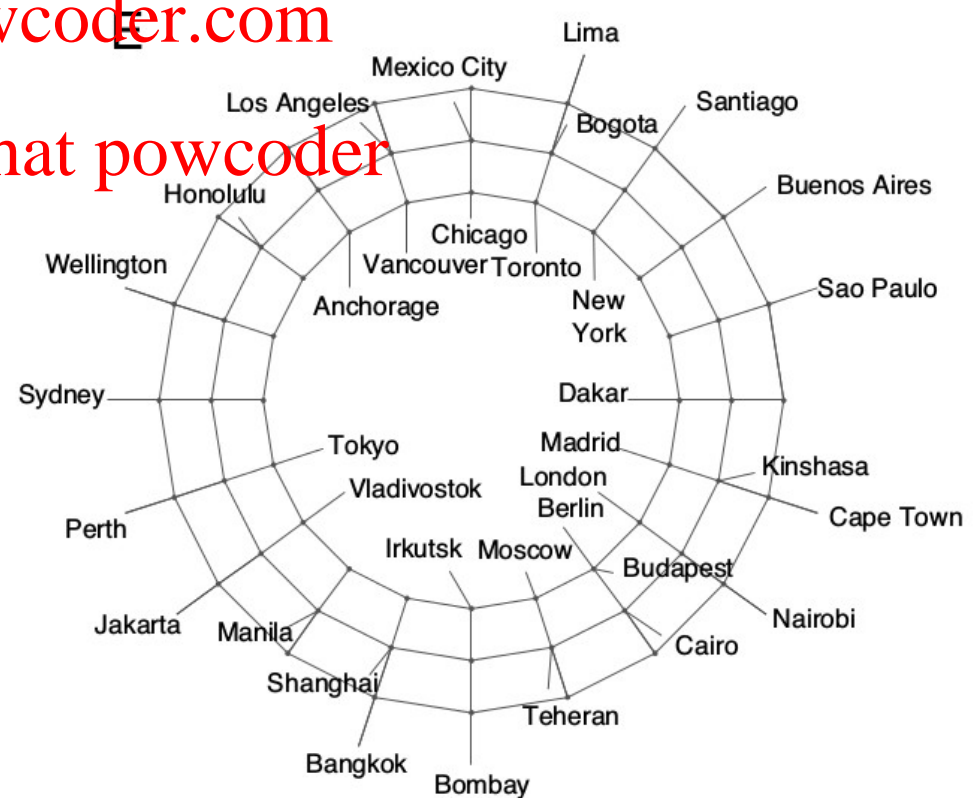 wcoder.com
E
Lima
Mexico City
Los Angeles
Santiago
Bogota
hat powcoder
Honolulu
Buenos Aires
Chicago
Wellington
Vancouver
Toronto
Anchorage
Sao Paulo
New
York
Sydney
Dakar
Tokyo
Madrid
Kinshasa
London
Vladivostok
Berlin
Cape Town
Perth
Irkutsk
Moscow
Budapest
Jakarta
Manila
Nairobi
Cairo
Shanghai
Teheran
Bangkok
Bombay